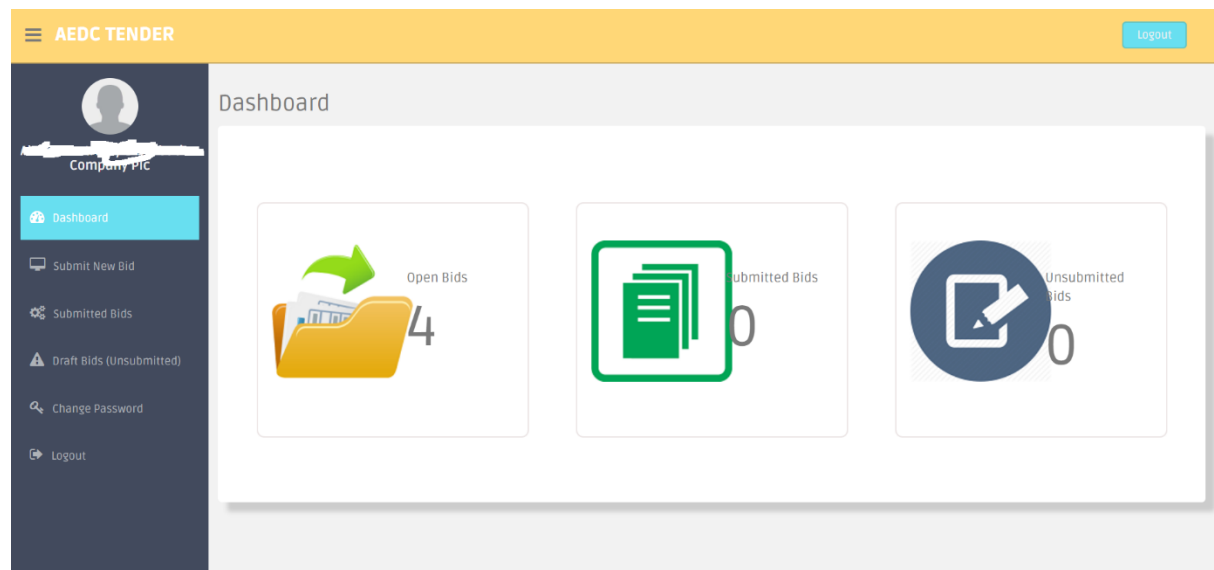 AEDC TENDER
Logout
Company Plc
Dashboard
Submit New Bid
Submitted Bids
Draft Bids (Unsubmitted)
Change Password
Logout
Dashboard
Open Bids
4
ubmitted Bids
0
Unsubmitted
Bids
0